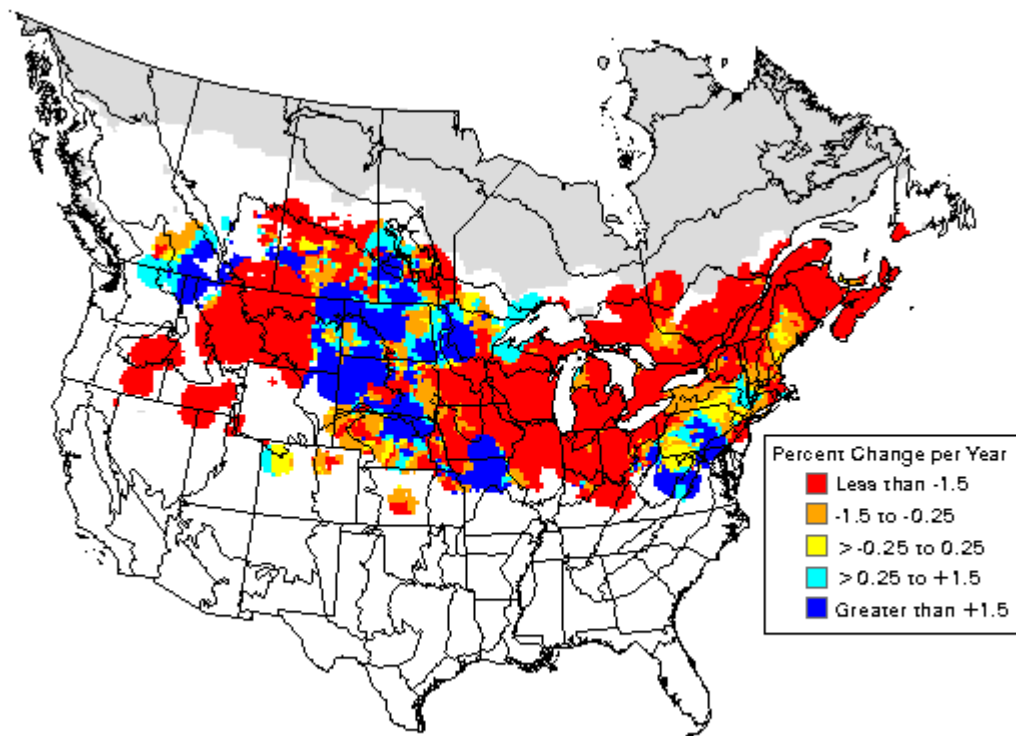 Percent Change per Year
Less than -1.5
-1.5 to -0.25
> -0.25 to 0.25
> 0.25 to +1.5
Greater than +1.5